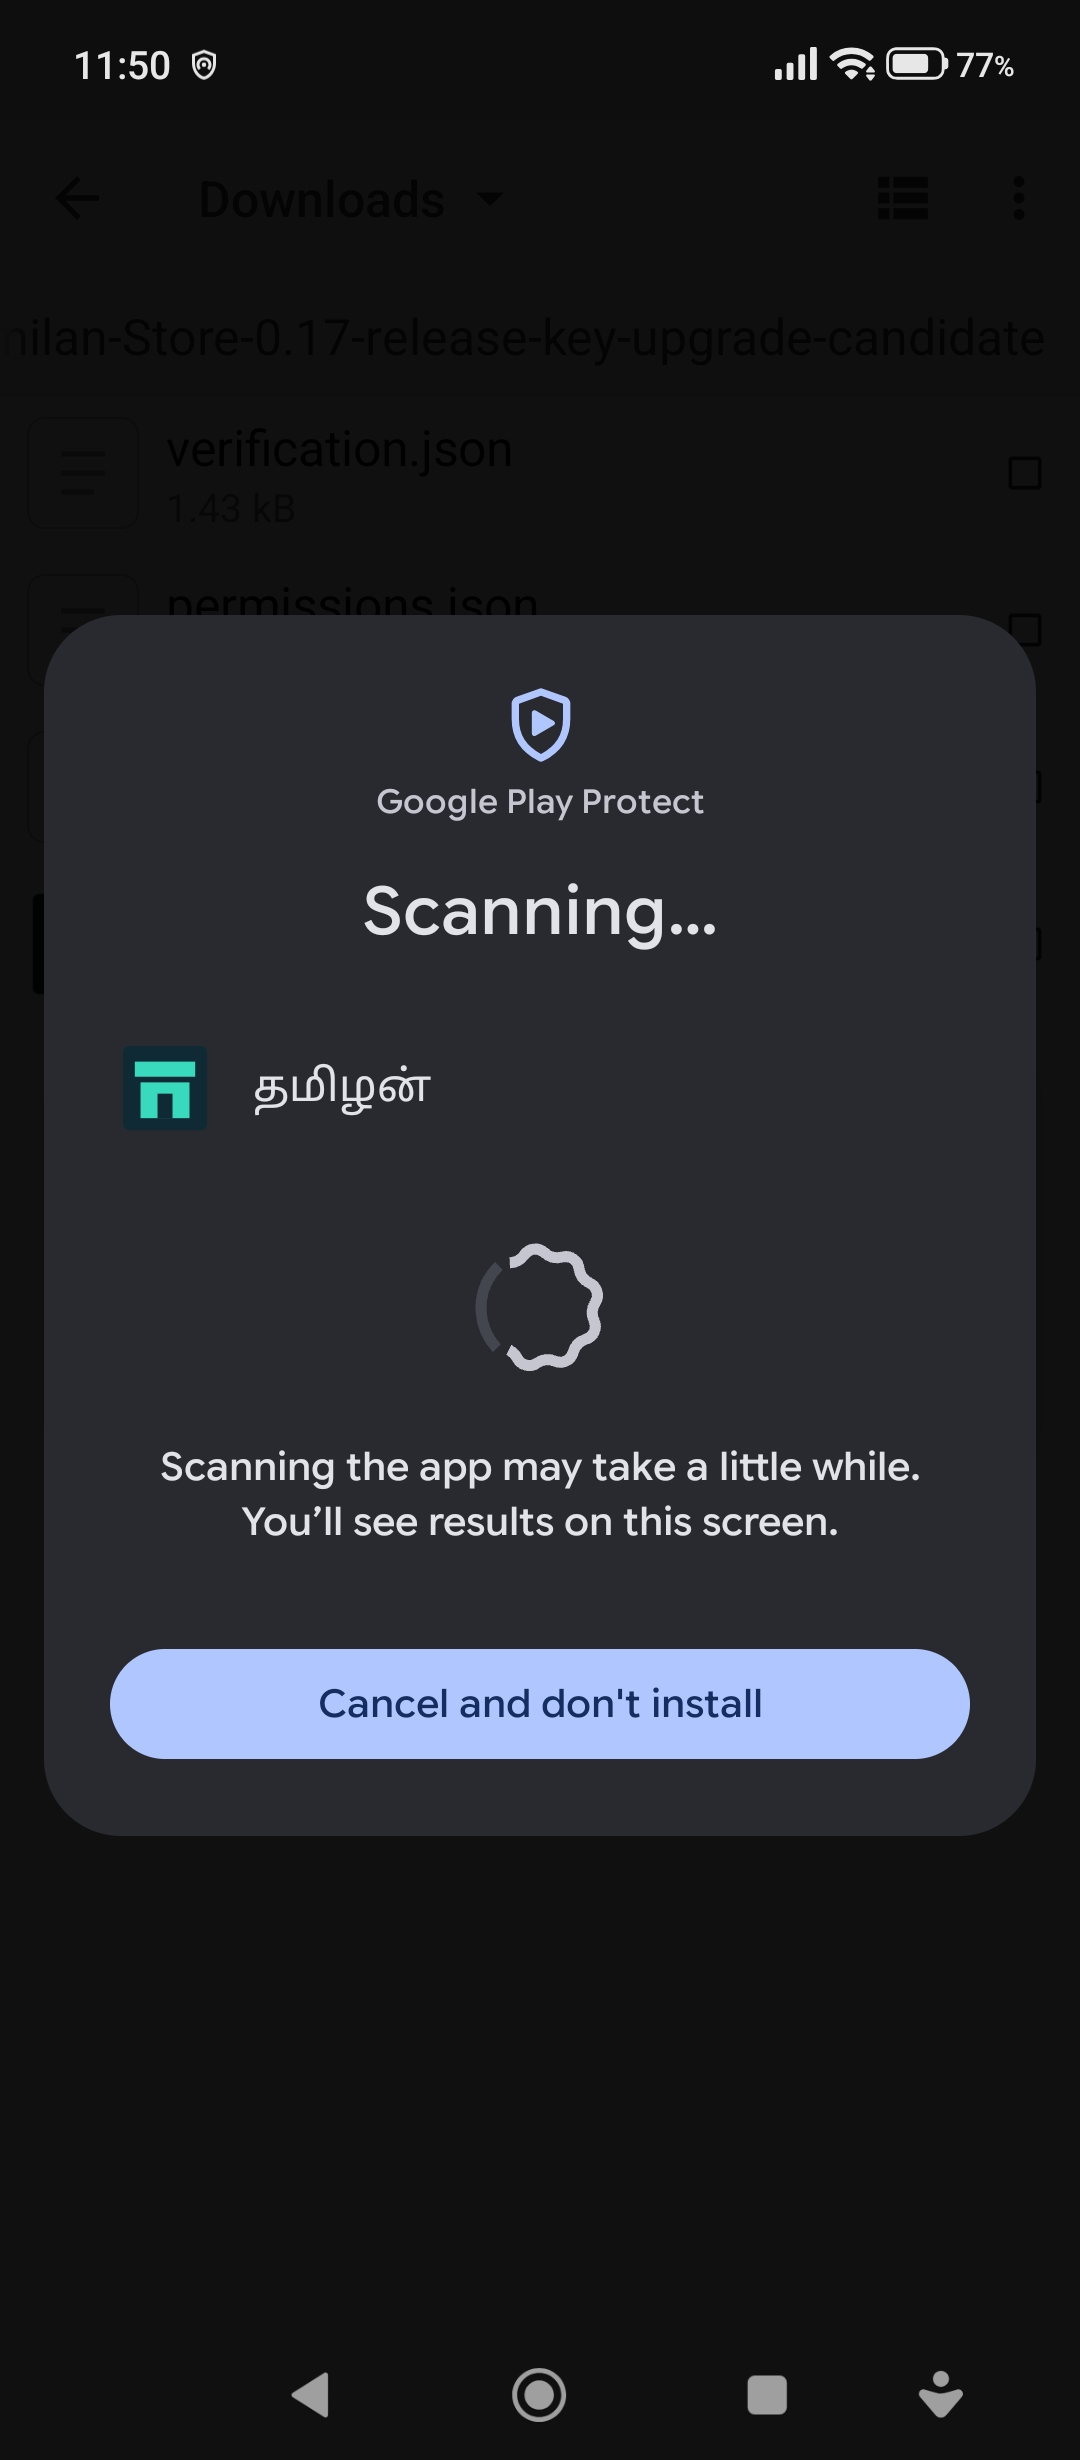 11:50
77%
Downloads
milan-Store-0.17-release-key-upgrade-candidate
verification.json
1.43 kB
permissions.json
Google Play Protect
Scanning...
தமிழன்
Scanning the app may take a little while.
You’ll see results on this screen.
Cancel and don't install